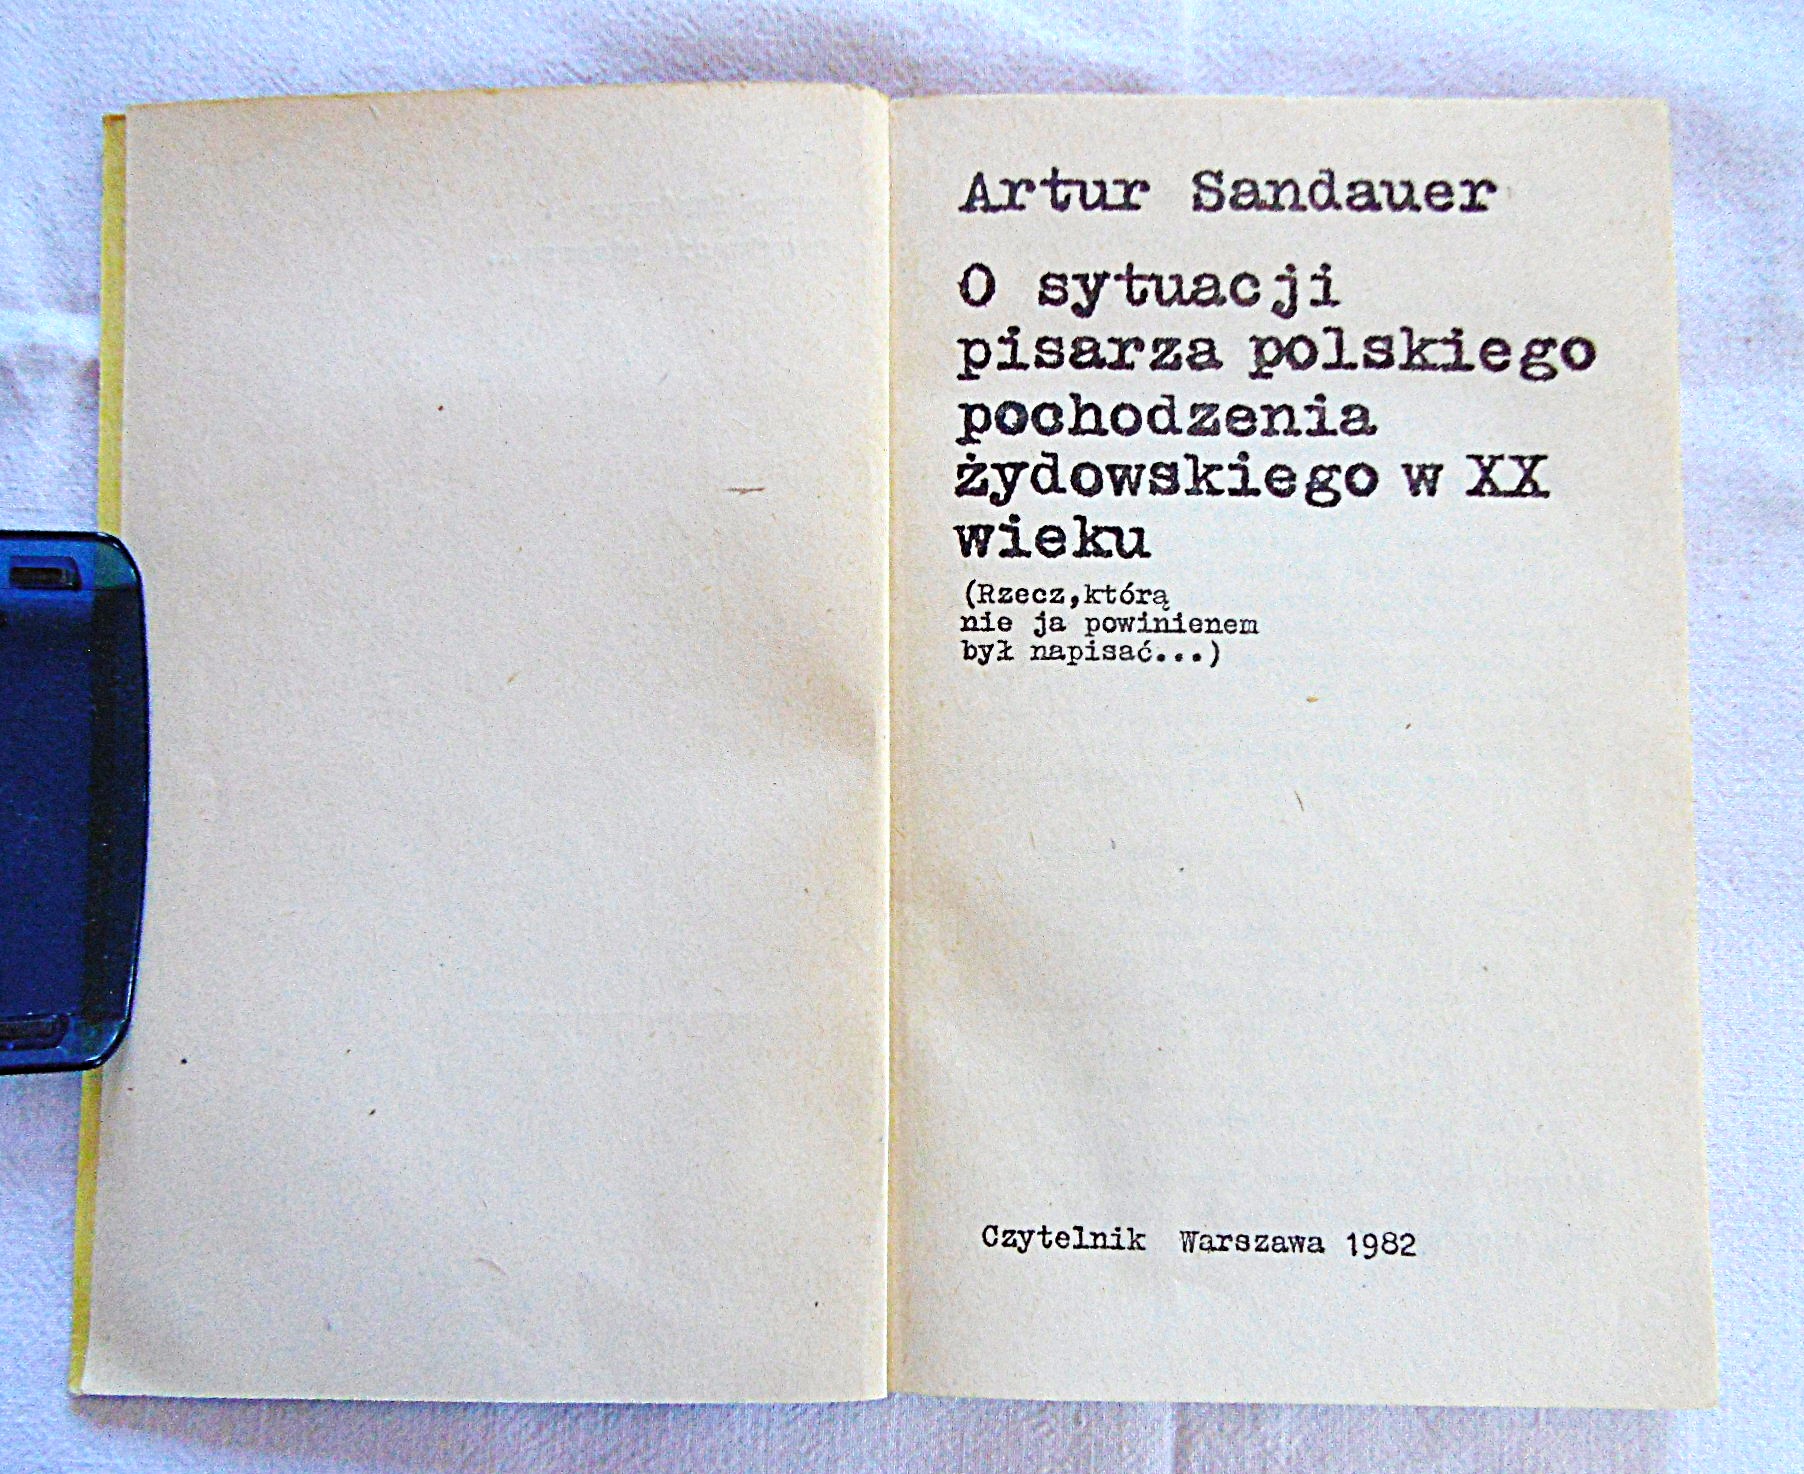 Artur Sandauer
O sytuacji
pisarza polskiego
pochodzenia
żydowskiego w XX
wieku
(Rzecz,którą
nie ja powinienem
był napisać...)
Czytelnik Warszawa 1982